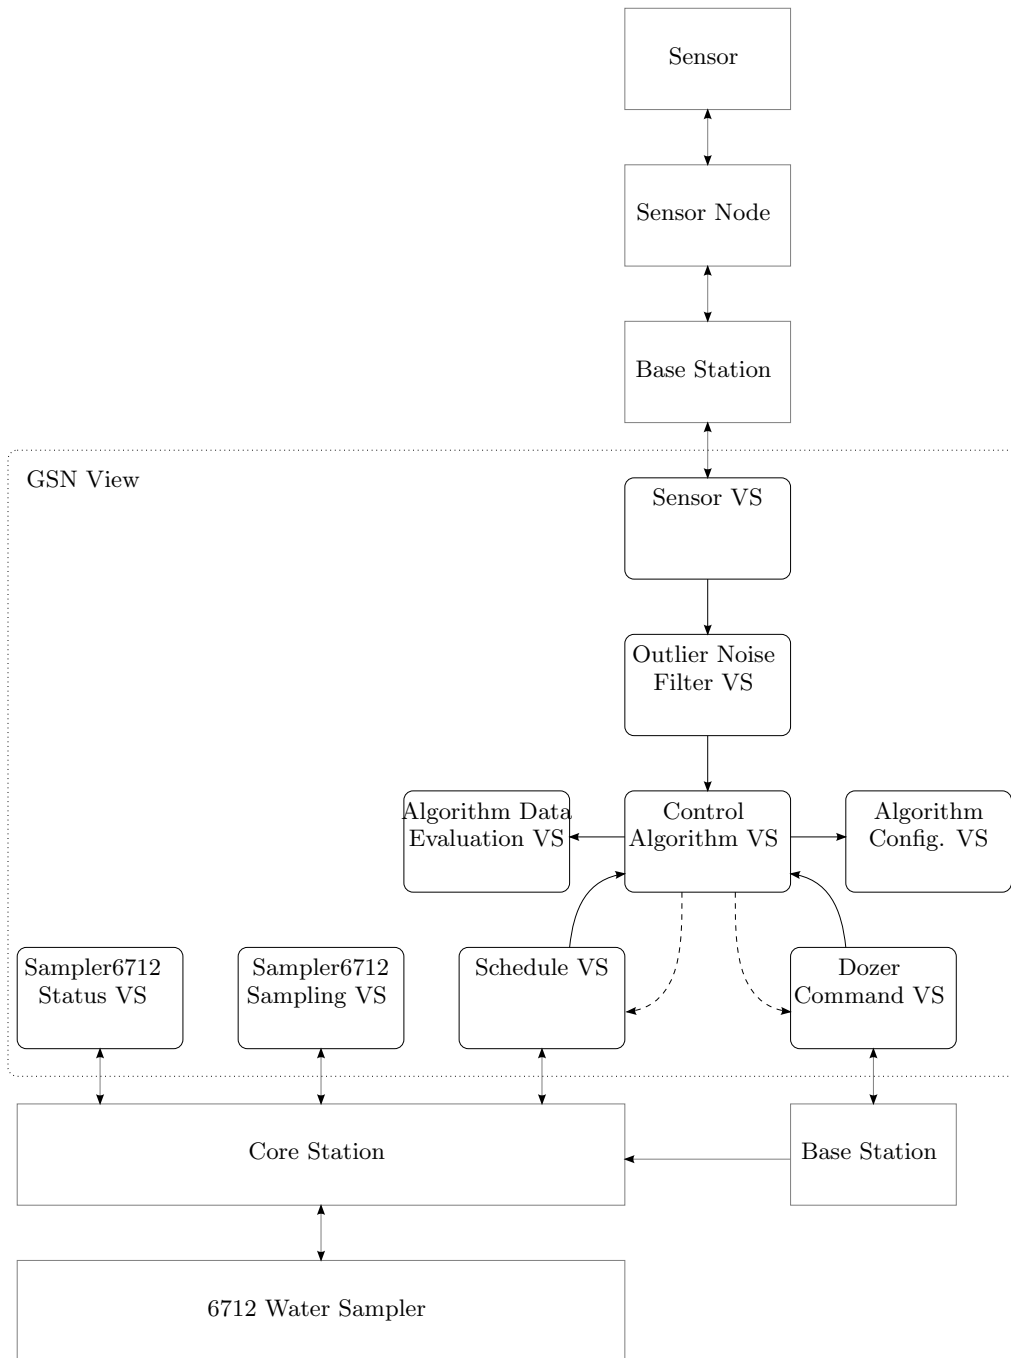 Sensor
Sensor Node
Base Station
GSN View
Sensor VS
Outlier Noise
Filter VS
Algorithm Data
Evaluation VS
Control
Algorithm VS
Algorithm
Config. VS
Sampler6712
Status VS
Sampler6712
Sampling VS
Schedule VS
Dozer
Command VS
Core Station
Base Station
6712 Water Sampler